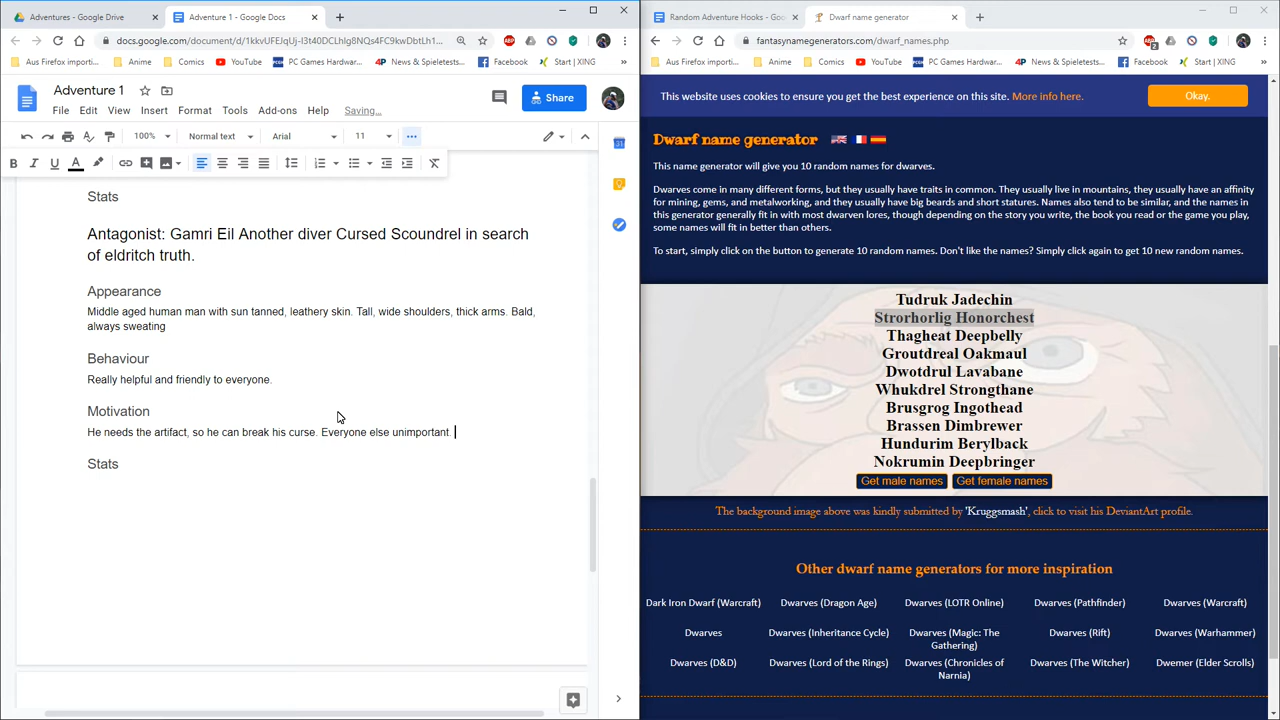 Adventures - Google Drive
Adventure 1 - Google Docs
Random Adventure Hooks - Goo
Dwarf name generator
fantasynamegenerators.com/dwarf_names.php
Aus Firefox importi...
Anime
Comics
YouTube
PC Games Hardwar...
News & Spieletests...
Facebook
Start | XING
Aus Firefox importi...
Anime
Comics
YouTube
PC Games Hardwar...
News & Spieletests...
Facebook
Start | XING
Adventure 1
File Edit View Insert Format Tools Add-ons Help Saving...
Share
100% Normal text Arial 11
Stats
Antagonist: Gamri Eil Another diver Cursed Scoundrel in search
of eldritch truth.
Appearance
Middle aged human man with sun tanned, leathery skin. Tall, wide shoulders, thick arms. Bald,
always sweating
Behaviour
Really helpful and friendly to everyone.
Motivation
He needs the artifact, so he can break his curse. Everyone else unimportant.
Stats
This website uses cookies to ensure you get the best experience on this site. More info here.
Okay.
Dwarf name generator
This name generator will give you 10 random names for dwarves.
Dwarves come in many different forms, but they usually have traits in common. They usually live in mountains, they usually have an affinity
for mining, gems, and metalworking, and they usually have big beards and short statures. Names also tend to be similar, and the names in
this generator generally fit in with most dwarven lores, though depending on the story you write, the book you read or the game you play,
some names will fit in better than others.
To start, simply click on the button to generate 10 random names. Don't like the names? Simply click again to get 10 new random names.
Tudruk Jadechin
Strorhorlig Honorchest
Thagheat Deepbelly
Groutdreal Oakmaul
Dwotdrul Lavabane
Whukdrel Strongthane
Brusgrog Ingothead
Brassen Dimbrewer
Hundurim Berylback
Nokrumin Deepbringer
Get male names
Get female names
The background image above was kindly submitted by 'Kruggsmash', click to visit his DeviantArt profile.
Other dwarf name generators for more inspiration
Dark Iron Dwarf (Warcraft) Dwarves (Dragon Age) Dwarves (LOTR Online) Dwarves (Pathfinder) Dwarves (Warcraft)
Dwarves Dwarves (Inheritance Cycle) Dwarves (Magic: The Dwarves (Rift) Dwarves (Warhammer)
Gathering)
Dwarves (D&D) Dwarves (Lord of the Rings) Dwarves (Chronicles of Dwarves (The Witcher) Dwemer (Elder Scrolls)
Narnia)